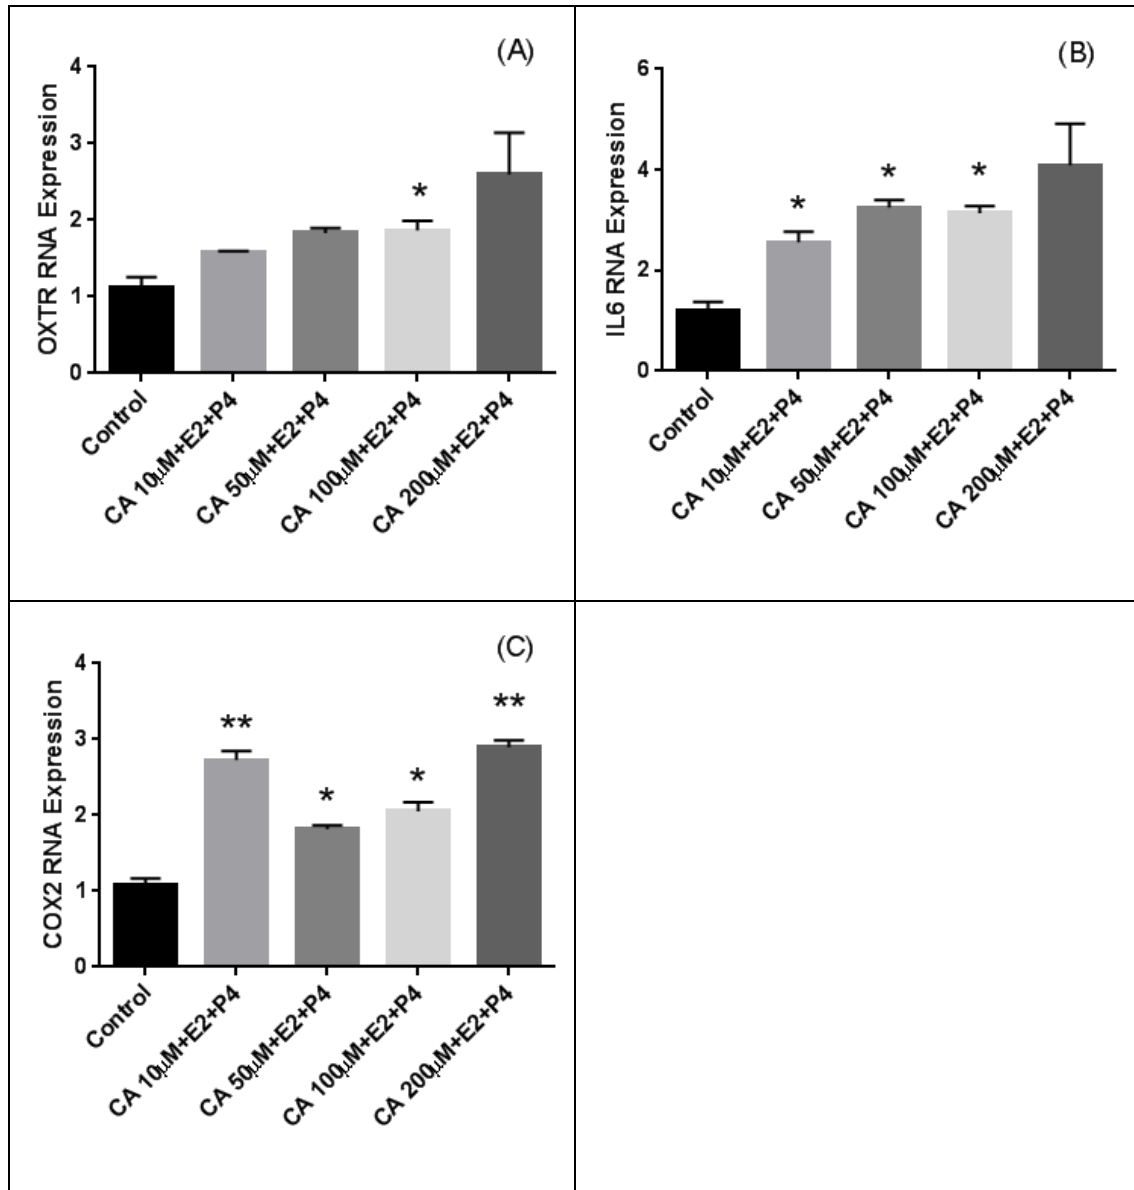 (A)
OXTR RNA Expression
4
3
2
1
0
*
Control
CA 10μM+E2+P4
CA 50μM+E2+P4
CA 100μM+E2+P4
CA 200μM+E2+P4
(B)
IL6 RNA Expression
6
4
2
0
*
*
*
Control
CA 10μM+E2+P4
CA 50μM+E2+P4
CA 100μM+E2+P4
CA 200μM+E2+P4
(C)
COX2 RNA Expression
4
3
2
1
0
**
*
*
**
Control
CA 10μM+E2+P4
CA 50μM+E2+P4
CA 100μM+E2+P4
CA 200μM+E2+P4